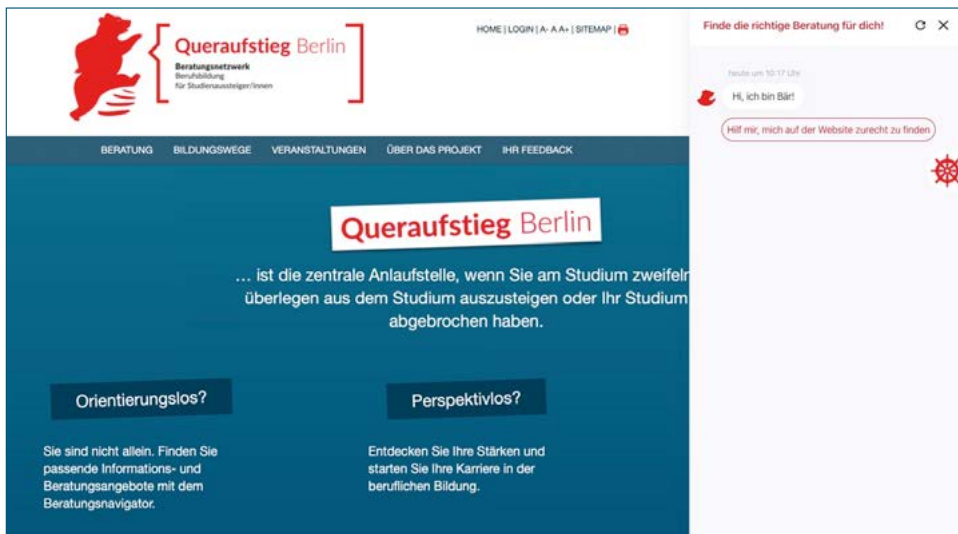 HOME | LOGIN | A- A A+ | SITEMAP |
Queraufstieg Berlin
Beratungsnetzwerk
Berufsbildung
für Studienaussteiger/innen
BERATUNG BILDUNGSWEGE VERANSTALTUNGEN ÜBER DAS PROJEKT IHR FEEDBACK
Queraufstieg Berlin
… ist die zentrale Anlaufstelle, wenn Sie am Studium zweifeln
überlegen aus dem Studium auszusteigen oder Ihr Studium
abgebrochen haben.
Orientierungslos?
Sie sind nicht allein. Finden Sie
passende Informations- und
Beratungsangebote mit dem
Beratungsnavigator.
Perspektivlos?
Entdecken Sie Ihre Stärken und
starten Sie Ihre Karriere in der
beruflichen Bildung.
Finde die richtige Beratung für dich!
heute um 10:17 Uhr
Hi, ich bin Bär!
Hilf mir, mich auf der Website zurecht zu finden